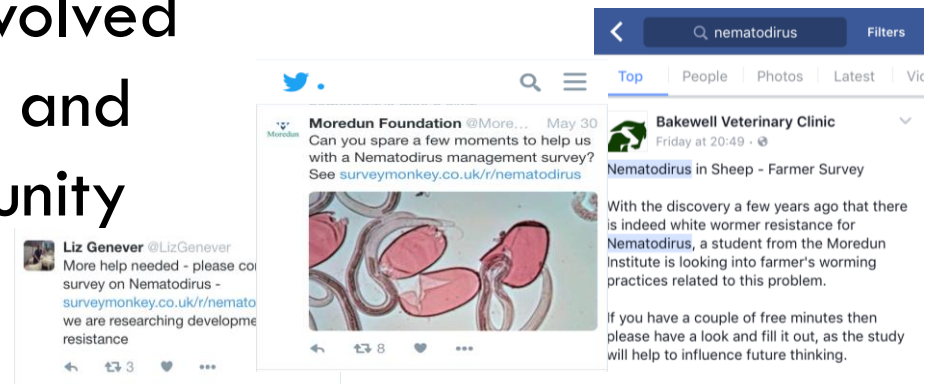 volved
and
unity
Liz Genever @LizGenever
More help needed - please co
survey on Nematodirus -
surveymonkey.co.uk/r/nemato
we are researching developme
resistance
3
Moredun
Moredun Foundation @More... May 30
Can you spare a few moments to help us
with a Nematodirus management survey?
See surveymonkey.co.uk/r/nematodirus
8
nematodirus Filters
Top People Photos Latest Vid
Bakewell Veterinary Clinic
Friday at 20:49
Nematodirus in Sheep - Farmer Survey
With the discovery a few years ago that there
is indeed white wormer resistance for
Nematodirus, a student from the Moredun
Institute is looking into farmer's worming
practices related to this problem.
If you have a couple of free minutes then
please have a look and fill it out, as the study
will help to influence future thinking.